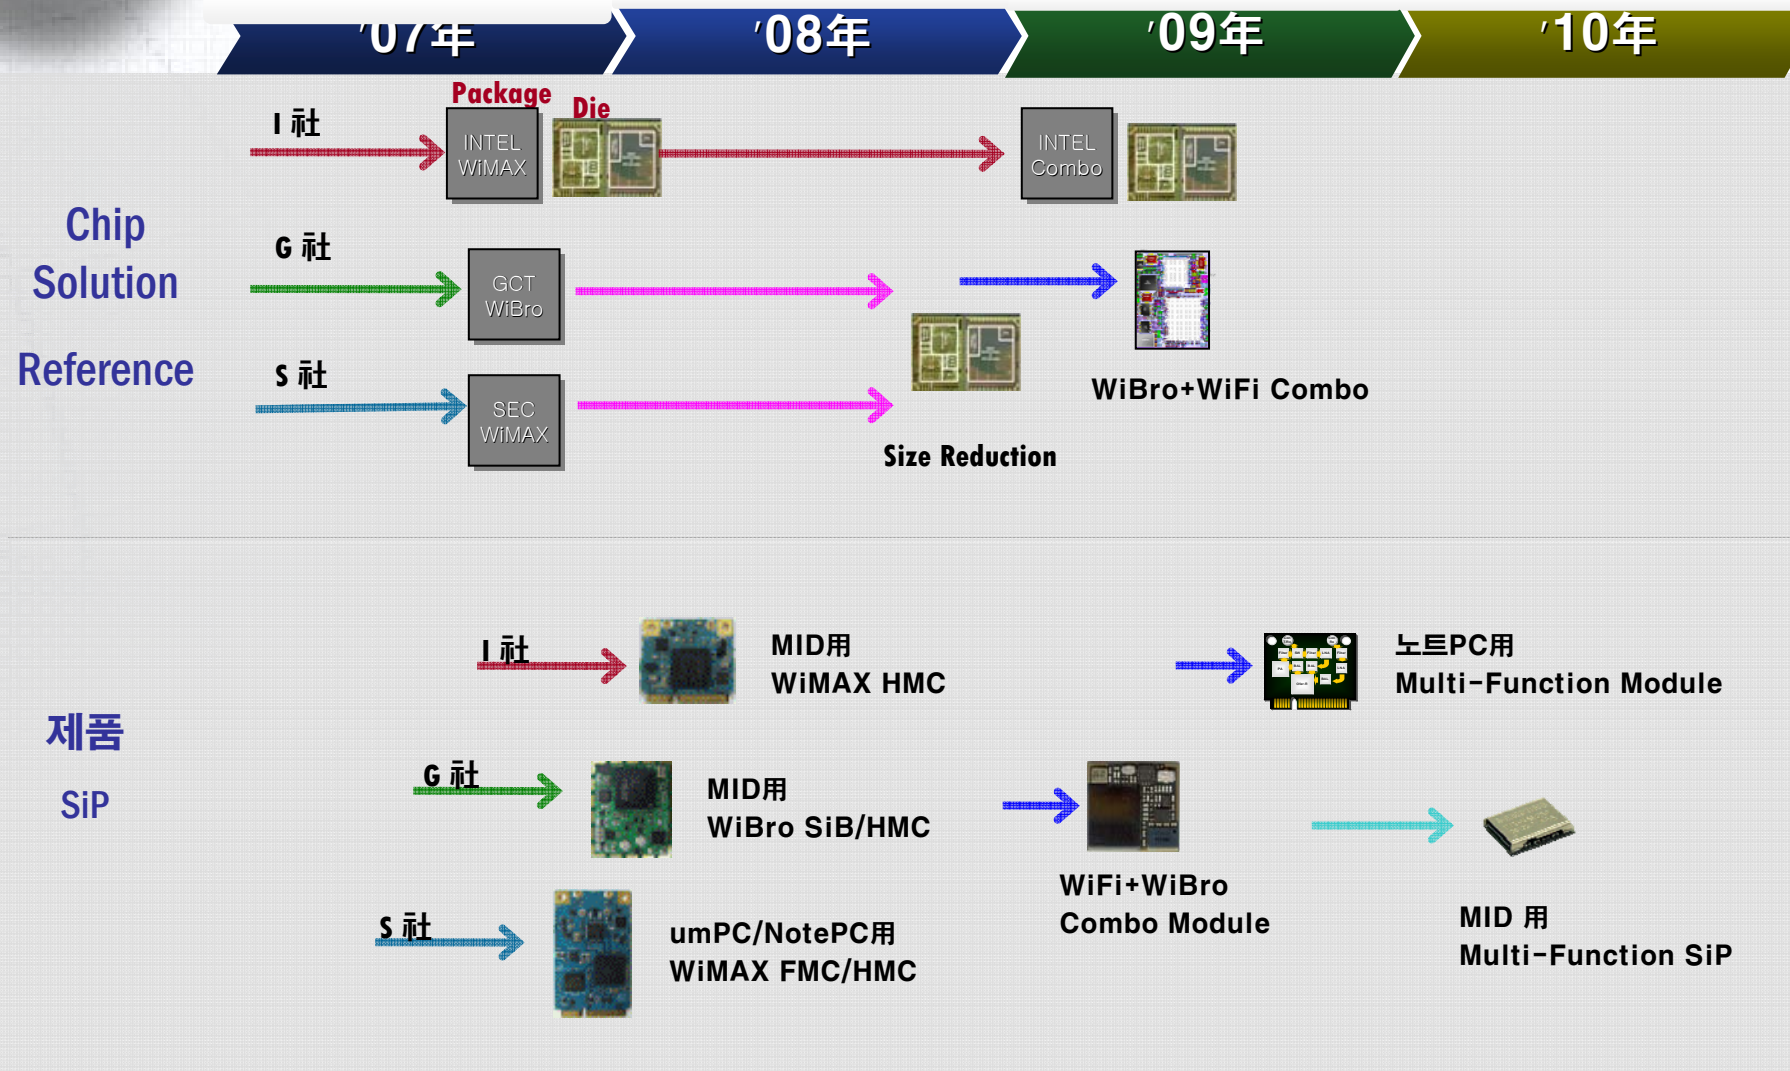 '07年
'08年
'09年
'10年
Package
Die
I 社
INTEL
WiMAX
INTEL
Combo
Chip
Solution
Reference
G 社
GCT
WiBro
S 社
SEC
WiMAX
WiBro+WiFi Combo
Size Reduction
제품
SiP
I 社
MID用
WiMAX HMC
노트PC用
Multi-Function Module
G 社
MID用
WiBro SiB/HMC
WiFi+WiBro
Combo Module
S 社
umPC/NotePC用
WiMAX FMC/HMC
MID 用
Multi-Function SiP